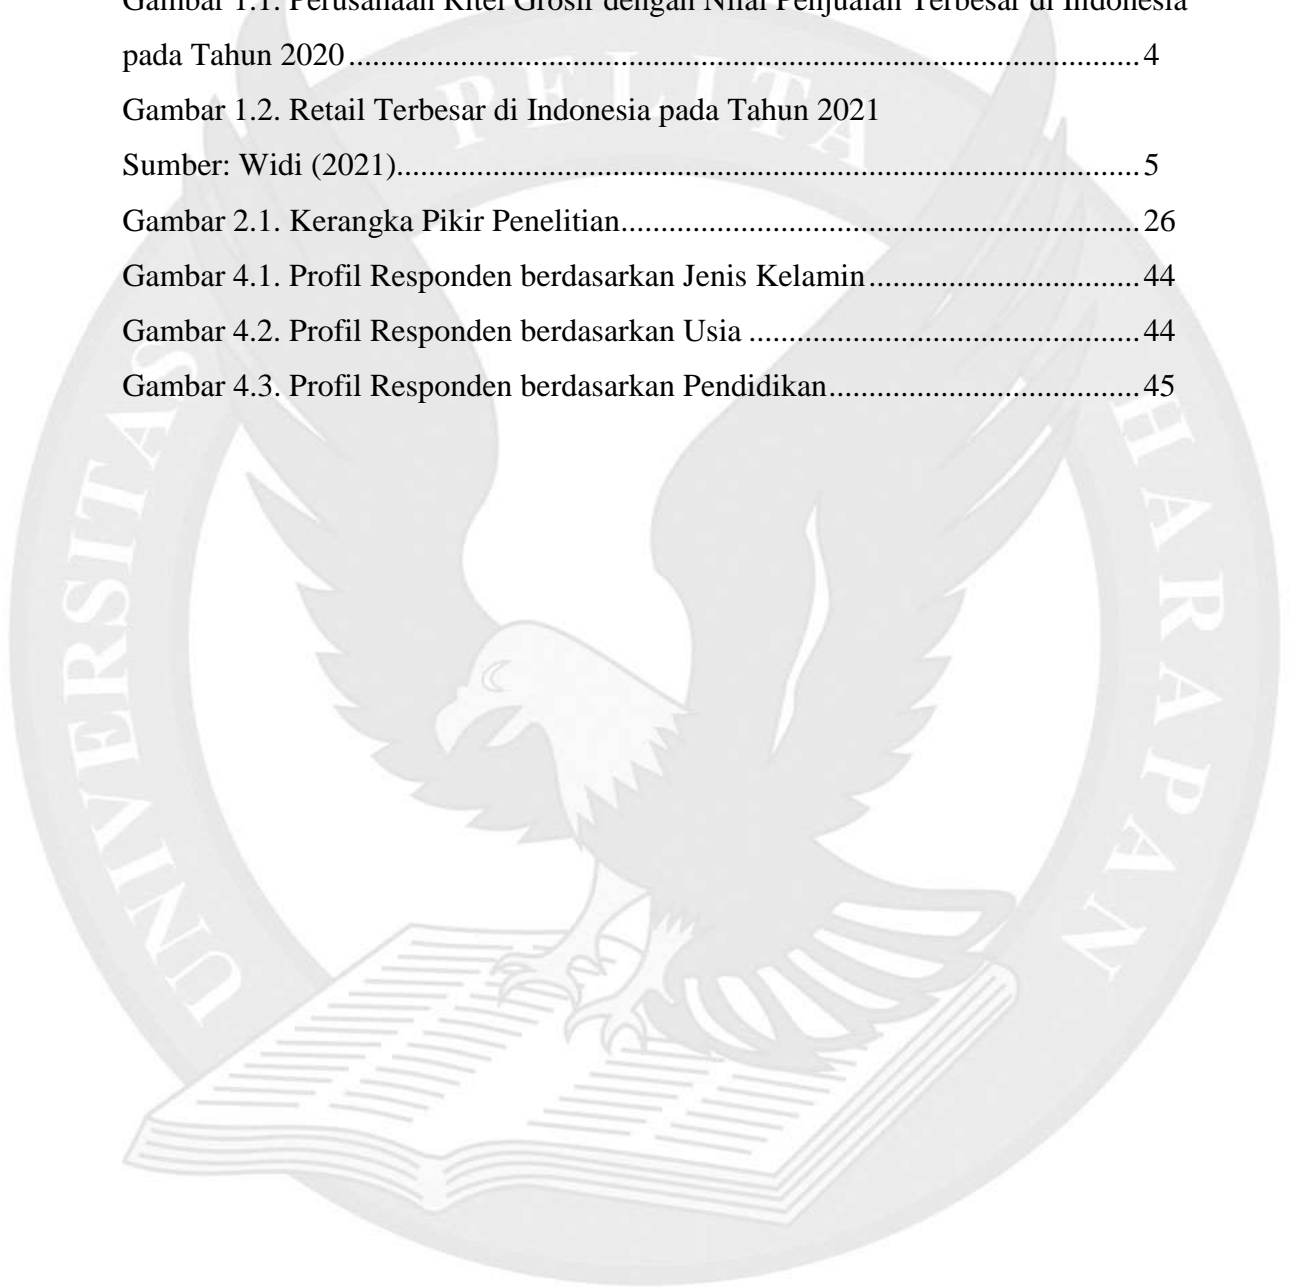 Gambar 1.1. Perusahaan Ritel Grosir dengan Nilai Penjualan Terbesar di Indonesia
pada Tahun 2020.........................................................................................4
Gambar 1.2. Retail Terbesar di Indonesia pada Tahun 2021
Sumber: Widi (2021)...................................................................................5
Gambar 2.1. Kerangka Pikir Penelitian........................................................26
Gambar 4.1. Profil Responden berdasarkan Jenis Kelamin..........................44
Gambar 4.2. Profil Responden berdasarkan Usia ........................................44
Gambar 4.3. Profil Responden berdasarkan Pendidikan...............................45
UNIVERSITAS PELITA HARAPAN